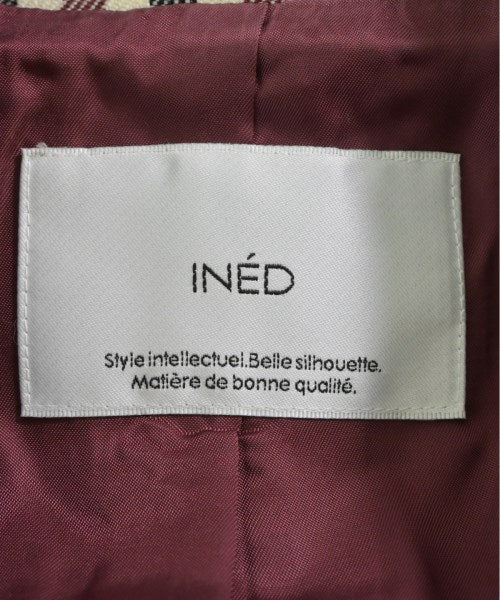 INÉD
Style intellectuel.Belle silhouette.
Matière de bonne qualité.